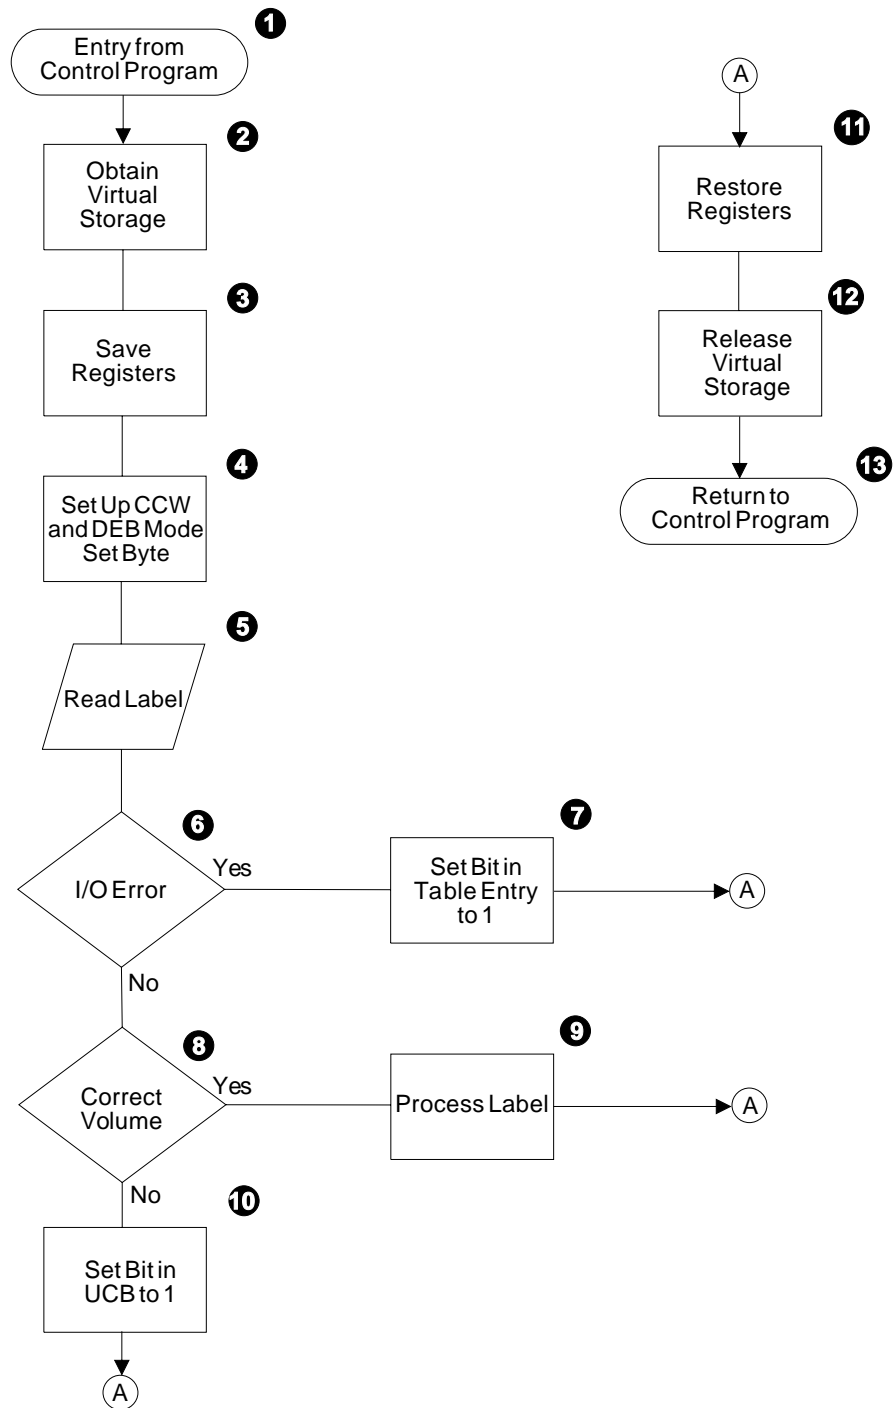 1
Entry from
Control Program
2
Obtain
Virtual
Storage
3
Save
Registers
4
Set Up CCW
and DEB Mode
Set Byte
5
Read Label
6
I/O Error
Yes
No
7
Set Bit in
Table Entry
to 1
A
8
Correct
Volume
Yes
No
9
Process Label
A
10
Set Bit in
UCB to 1
A
A
11
Restore
Registers
12
Release
Virtual
Storage
13
Return to
Control Program